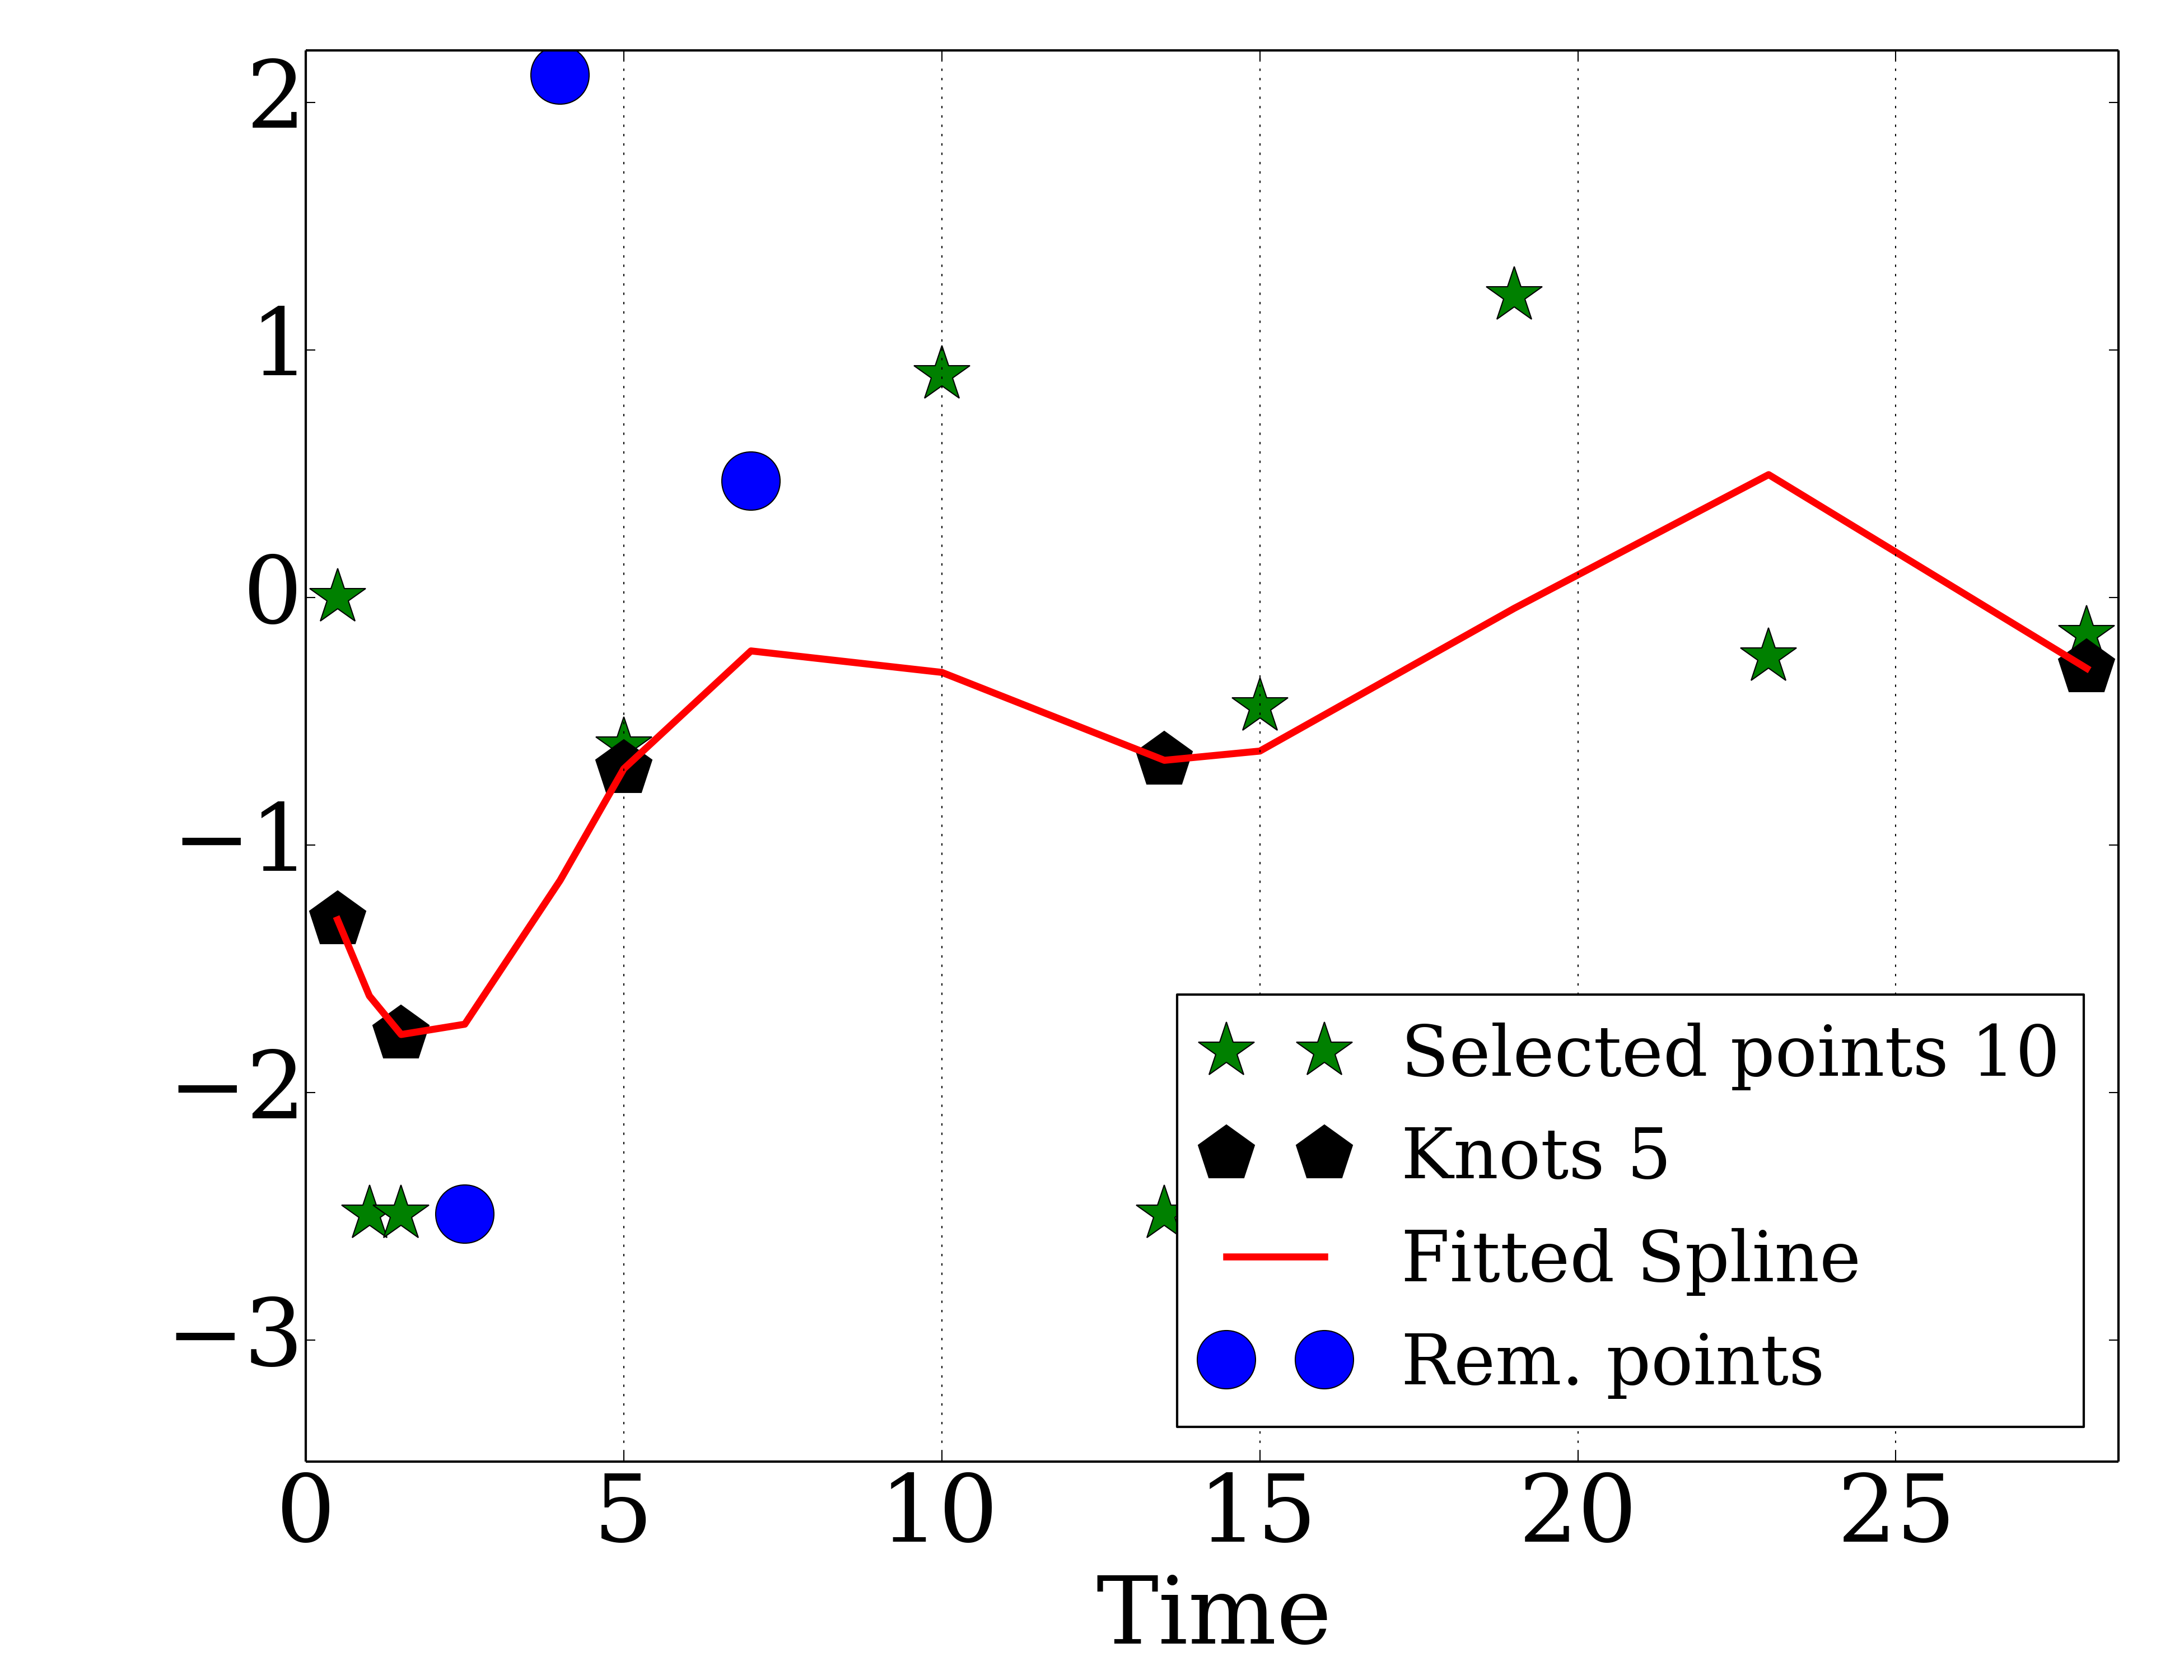 2
1
0
−1
−2
−3
Selected points 10
Knots 5
Fitted Spline
Rem. points
0 5 10 15 20 25
Time